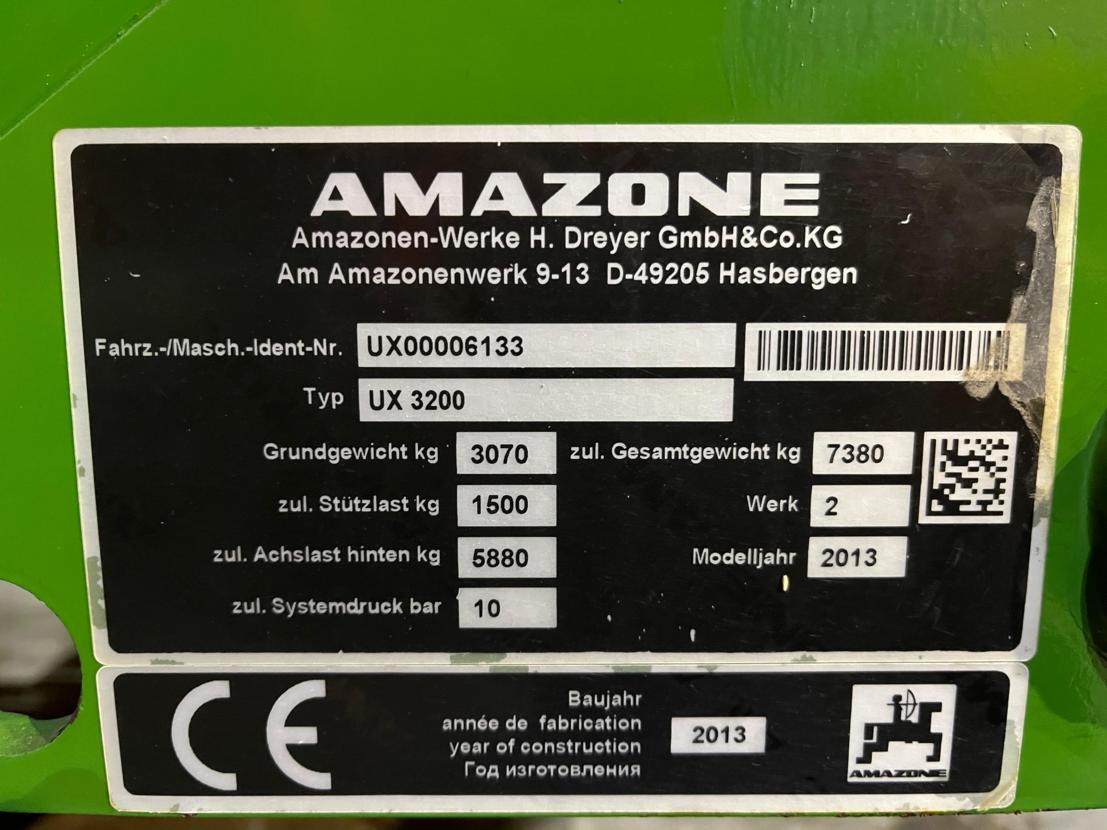 AMAZONE
Amazonen-Werke H. Dreyer GmbH&Co.KG
Am Amazonenwerk 9-13 D-49205 Hasbergen
Fahrz.-/Masch.-Ident-Nr. UX00006133
Typ UX 3200
Grundgewicht kg 3070 zul. Gesamtgewicht kg 7380
zul. Stützlast kg 1500 Werk 2
zul. Achslast hinten kg 5880 Modelljahr 2013
zul. Systemdruck bar 10
CE
Baujahr
année de fabrication
year of construction
Год изготовления
2013
AMAZONE